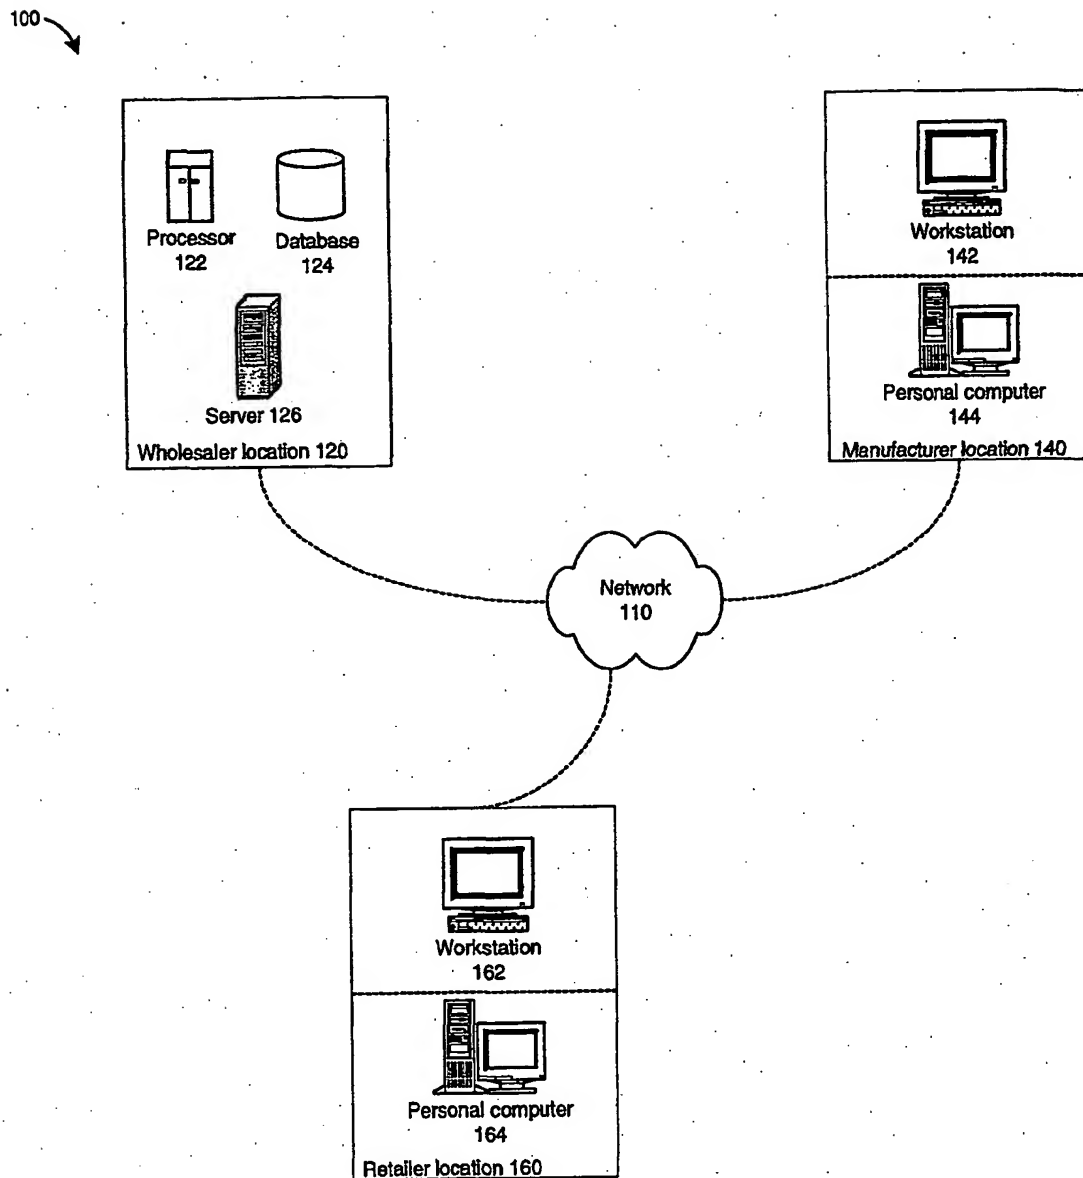 100
Processor
122
Database
124
Server 126
Wholesaler location 120
Workstation
142
Personal computer
144
Manufacturer location 140
Network
110
Workstation
162
Personal computer
164
Retailer location 160